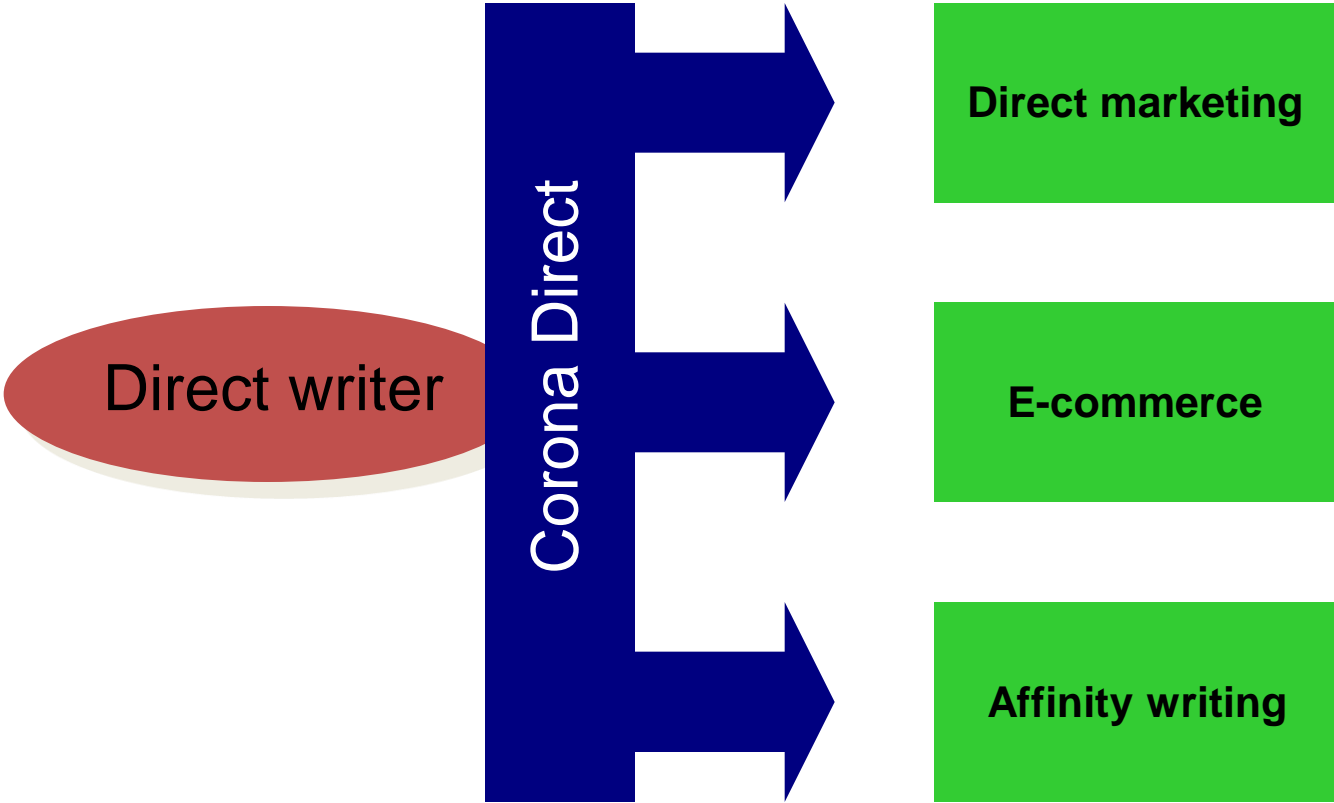 Direct writer
Corona Direct
Direct marketing
E-commerce
Affinity writing